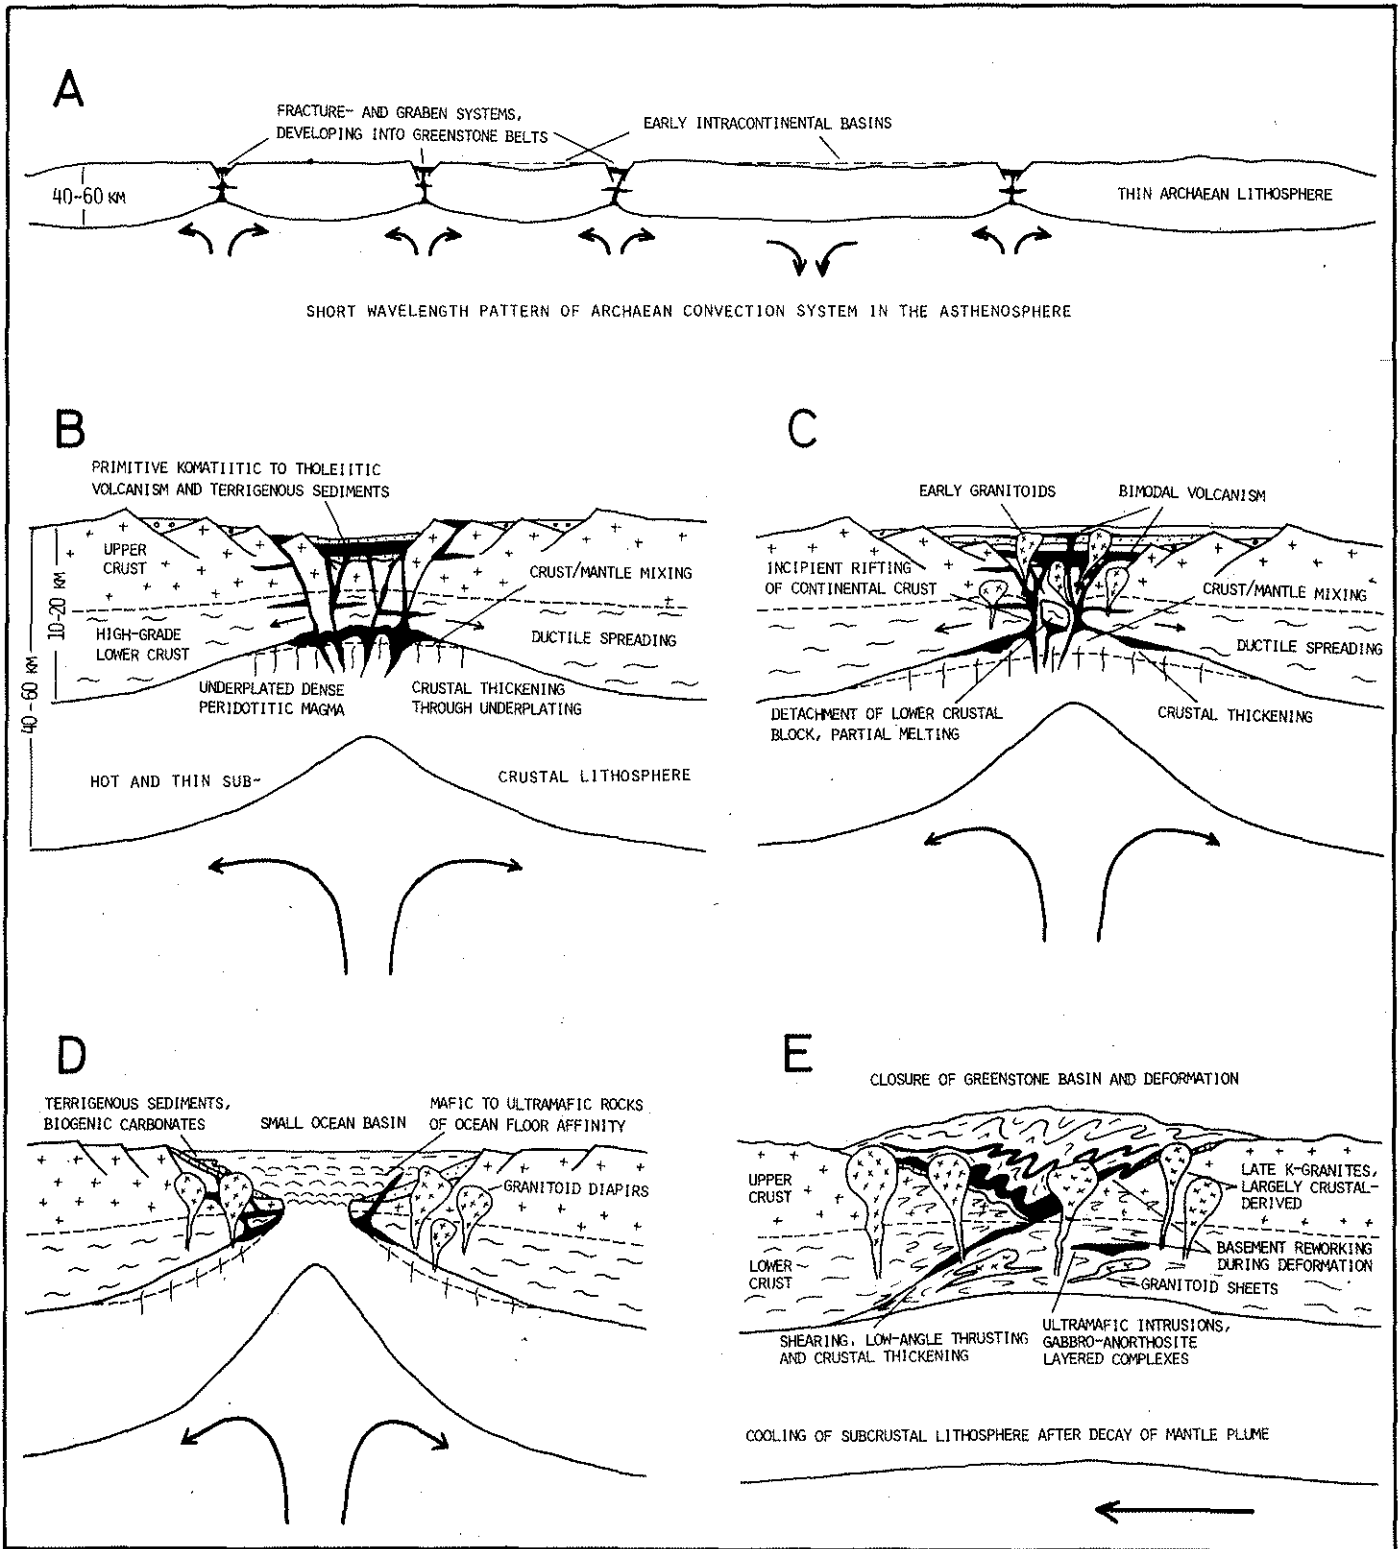 A
FRACTURE- AND GRABEN SYSTEMS,
DEVELOPING INTO GREENSTONE BELTS
EARLY INTRACONTINENTAL BASINS
40-60 KM
THIN ARCHAEAN LITHOSPHERE
SHORT WAVELENGTH PATTERN OF ARCHAEAN CONVECTION SYSTEM IN THE ASTHENOSPHERE
B
PRIMITIVE KOMATIITIC TO THOLEIITIC
VOLCANISM AND TERRIGENOUS SEDIMENTS
UPPER
CRUST
10-20 KM
CRUST/MANTLE MIXING
HIGH-GRADE
LOWER CRUST
DUCTILE SPREADING
40-60 KM
UNDERPLATED DENSE
PERIDOTITIC MAGMA
CRUSTAL THICKENING
THROUGH UNDERPLATING
HOT AND THIN SUB-
CRUSTAL LITHOSPHERE
C
EARLY GRANITOIDS
BIMODAL VOLCANISM
INCIPIENT RIFTING
OF CONTINENTAL CRUST
CRUST/MANTLE MIXING
DUCTILE SPREADING
DETACHMENT OF LOWER CRUSTAL
BLOCK, PARTIAL MELTING
CRUSTAL THICKENING
D
TERRIGENOUS SEDIMENTS,
BIOGENIC CARBONATES
SMALL OCEAN BASIN
MAFIC TO ULTRAMAFIC ROCKS
OF OCEAN FLOOR AFFINITY
GRANITOID DIAPIRS
E
CLOSURE OF GREENSTONE BASIN AND DEFORMATION
UPPER
CRUST
LATE K-GRANITES,
LARGELY CRUSTAL-
DERIVED
LOWER
CRUST
BASEMENT REWORKING
DURING DEFORMATION
GRANITOID SHEETS
SHEARING, LOW-ANGLE THRUSTING
AND CRUSTAL THICKENING
ULTRAMAFIC INTRUSIONS,
GABBRO-ANORTHOSITE
LAYERED COMPLEXES
COOLING OF SUBCRUSTAL LITHOSPHERE AFTER DECAY OF MANTLE PLUME